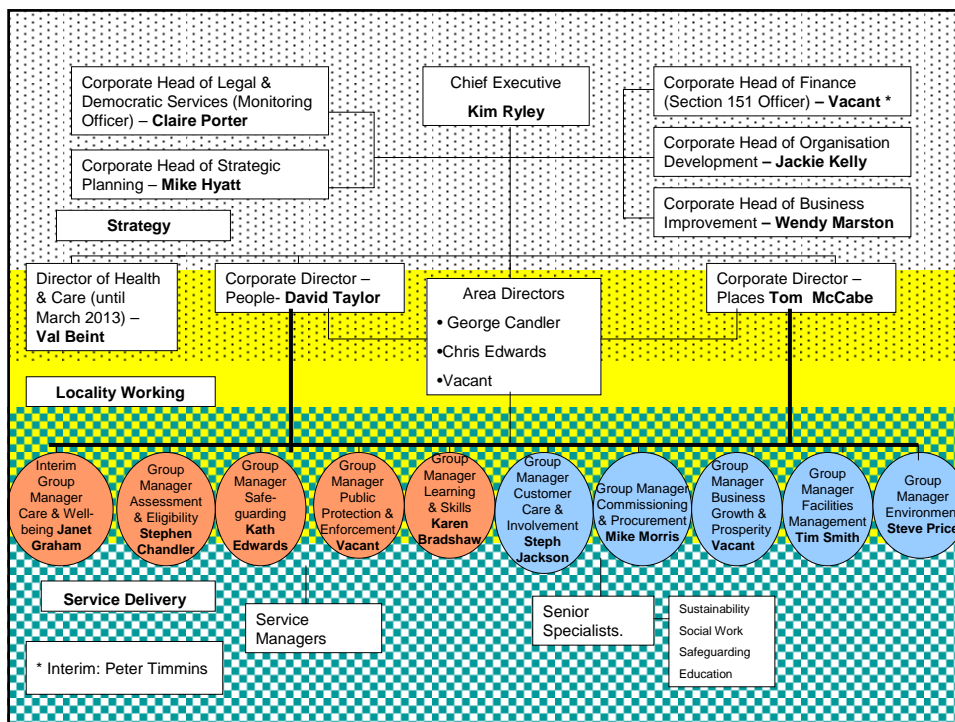 Corporate Head of Legal &
Democratic Services (Monitoring
Officer) – Claire Porter
Corporate Head of Strategic
Planning – Mike Hyatt
Chief Executive
Kim Ryley
Corporate Head of Finance
(Section 151 Officer) – Vacant *
Corporate Head of Organisation
Development – Jackie Kelly
Corporate Head of Business
Improvement – Wendy Marston
Strategy
Director of Health
& Care (until
March 2013) –
Val Beint
Corporate Director –
People- David Taylor
Area Directors
• George Candler
•Chris Edwards
•Vacant
Corporate Director –
Places Tom McCabe
Locality Working
Interim
Group
Manager
Care & Well-
being Janet
Graham
Group
Manager
Assessment
& Eligibility
Stephen
Chandler
Group
Manager
Safe-
guarding
Kath
Edwards
Group
Manager
Public
Protection &
Enforcement
Vacant
Group
Manager
Learning
& Skills
Karen
Bradshaw
Group
Manager
Customer
Care &
Involvement
Steph
Jackson
Group Manager
Commissioning
& Procurement
Mike Morris
Group
Manager
Business
Growth &
Prosperity
Vacant
Group
Manager
Facilities
Management
Tim Smith
Group
Manager
Environment
Steve Price
Service Delivery
Service
Managers
Senior
Specialists.
Sustainability
Social Work
Safeguarding
Education
* Interim: Peter Timmins